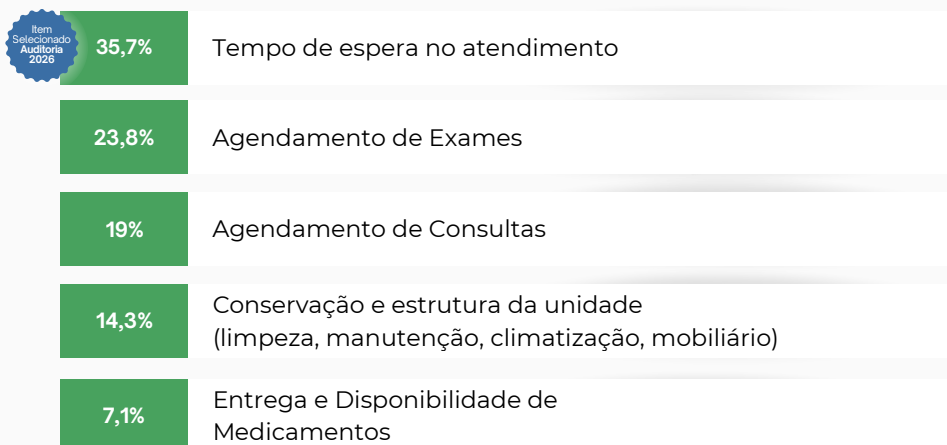 Item
Selecionado
Auditoria
2026
35,7%
Tempo de espera no atendimento
23,8%
Agendamento de Exames
19%
Agendamento de Consultas
14,3%
Conservação e estrutura da unidade
(limpeza, manutenção, climatização, mobiliário)
7,1%
Entrega e Disponibilidade de
Medicamentos